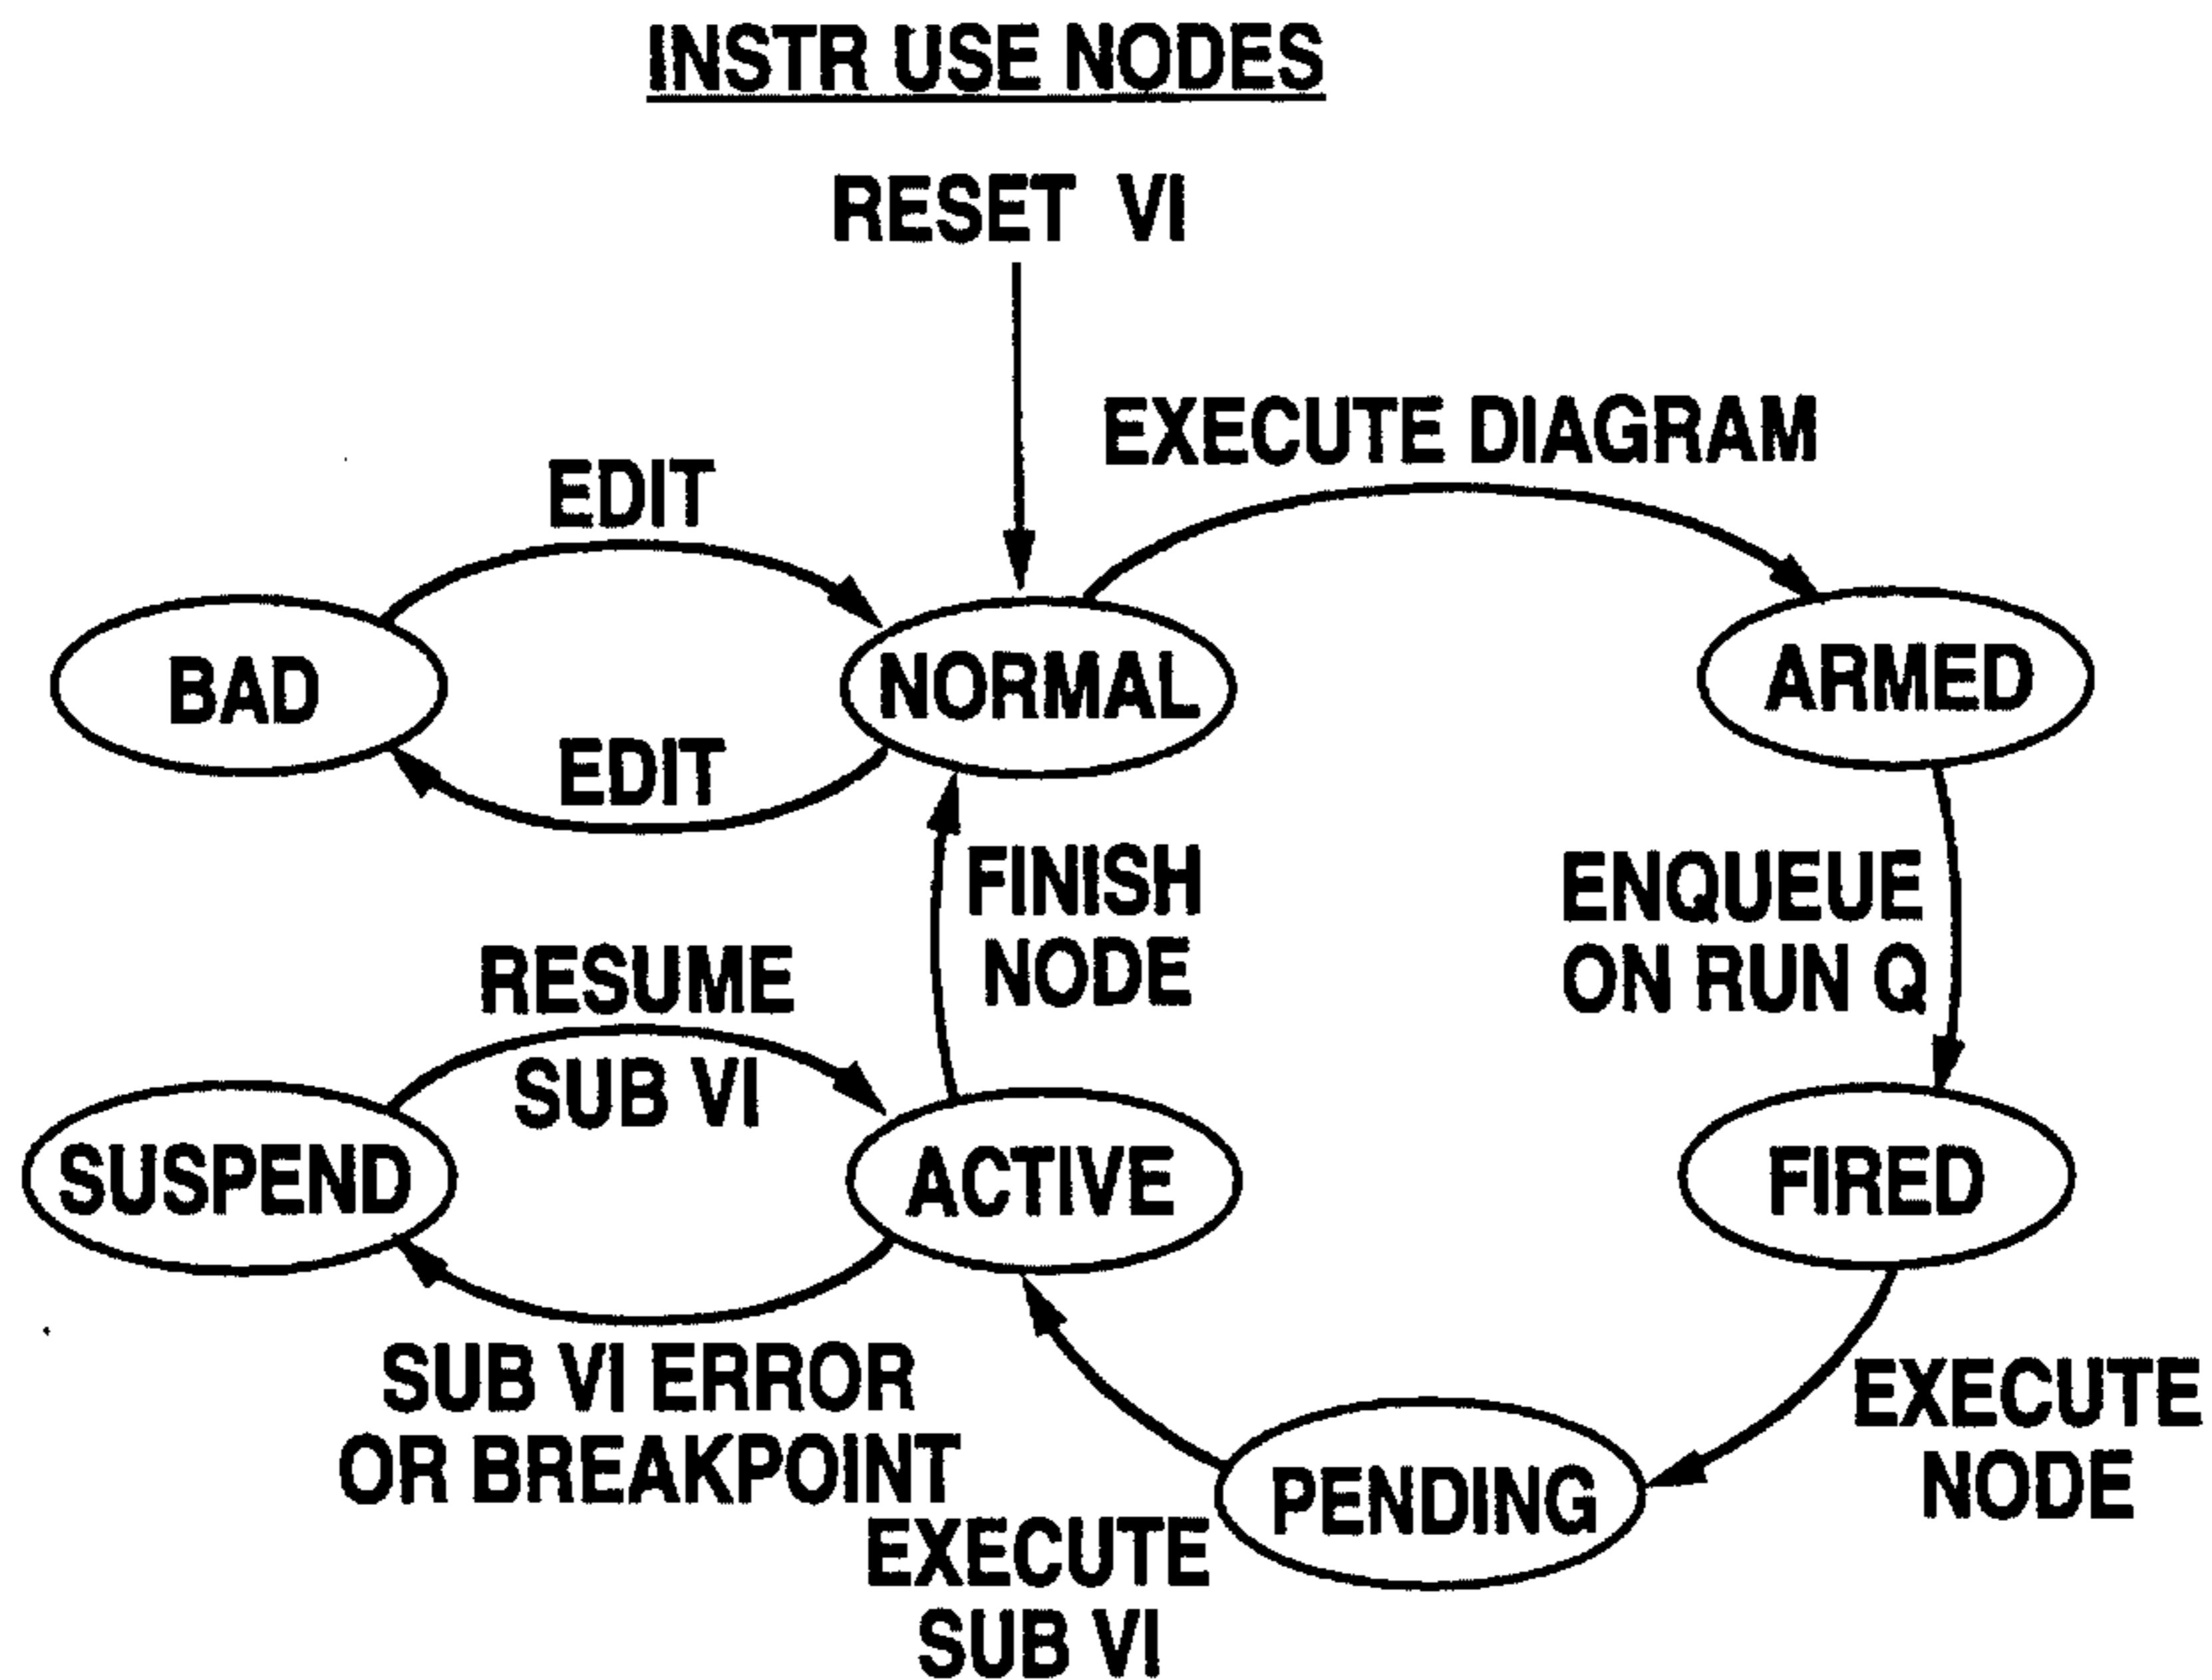 INSTR USE NODES
RESET VI
EXECUTE DIAGRAM
EDIT
BAD
NORMAL
ARMED
EDIT
FINISH
NODE
ENQUEUE
ON RUN Q
RESUME
SUB VI
SUSPEND
ACTIVE
FIRED
SUB VI ERROR
OR BREAKPOINT
EXECUTE
NODE
PENDING
EXECUTE
SUB VI